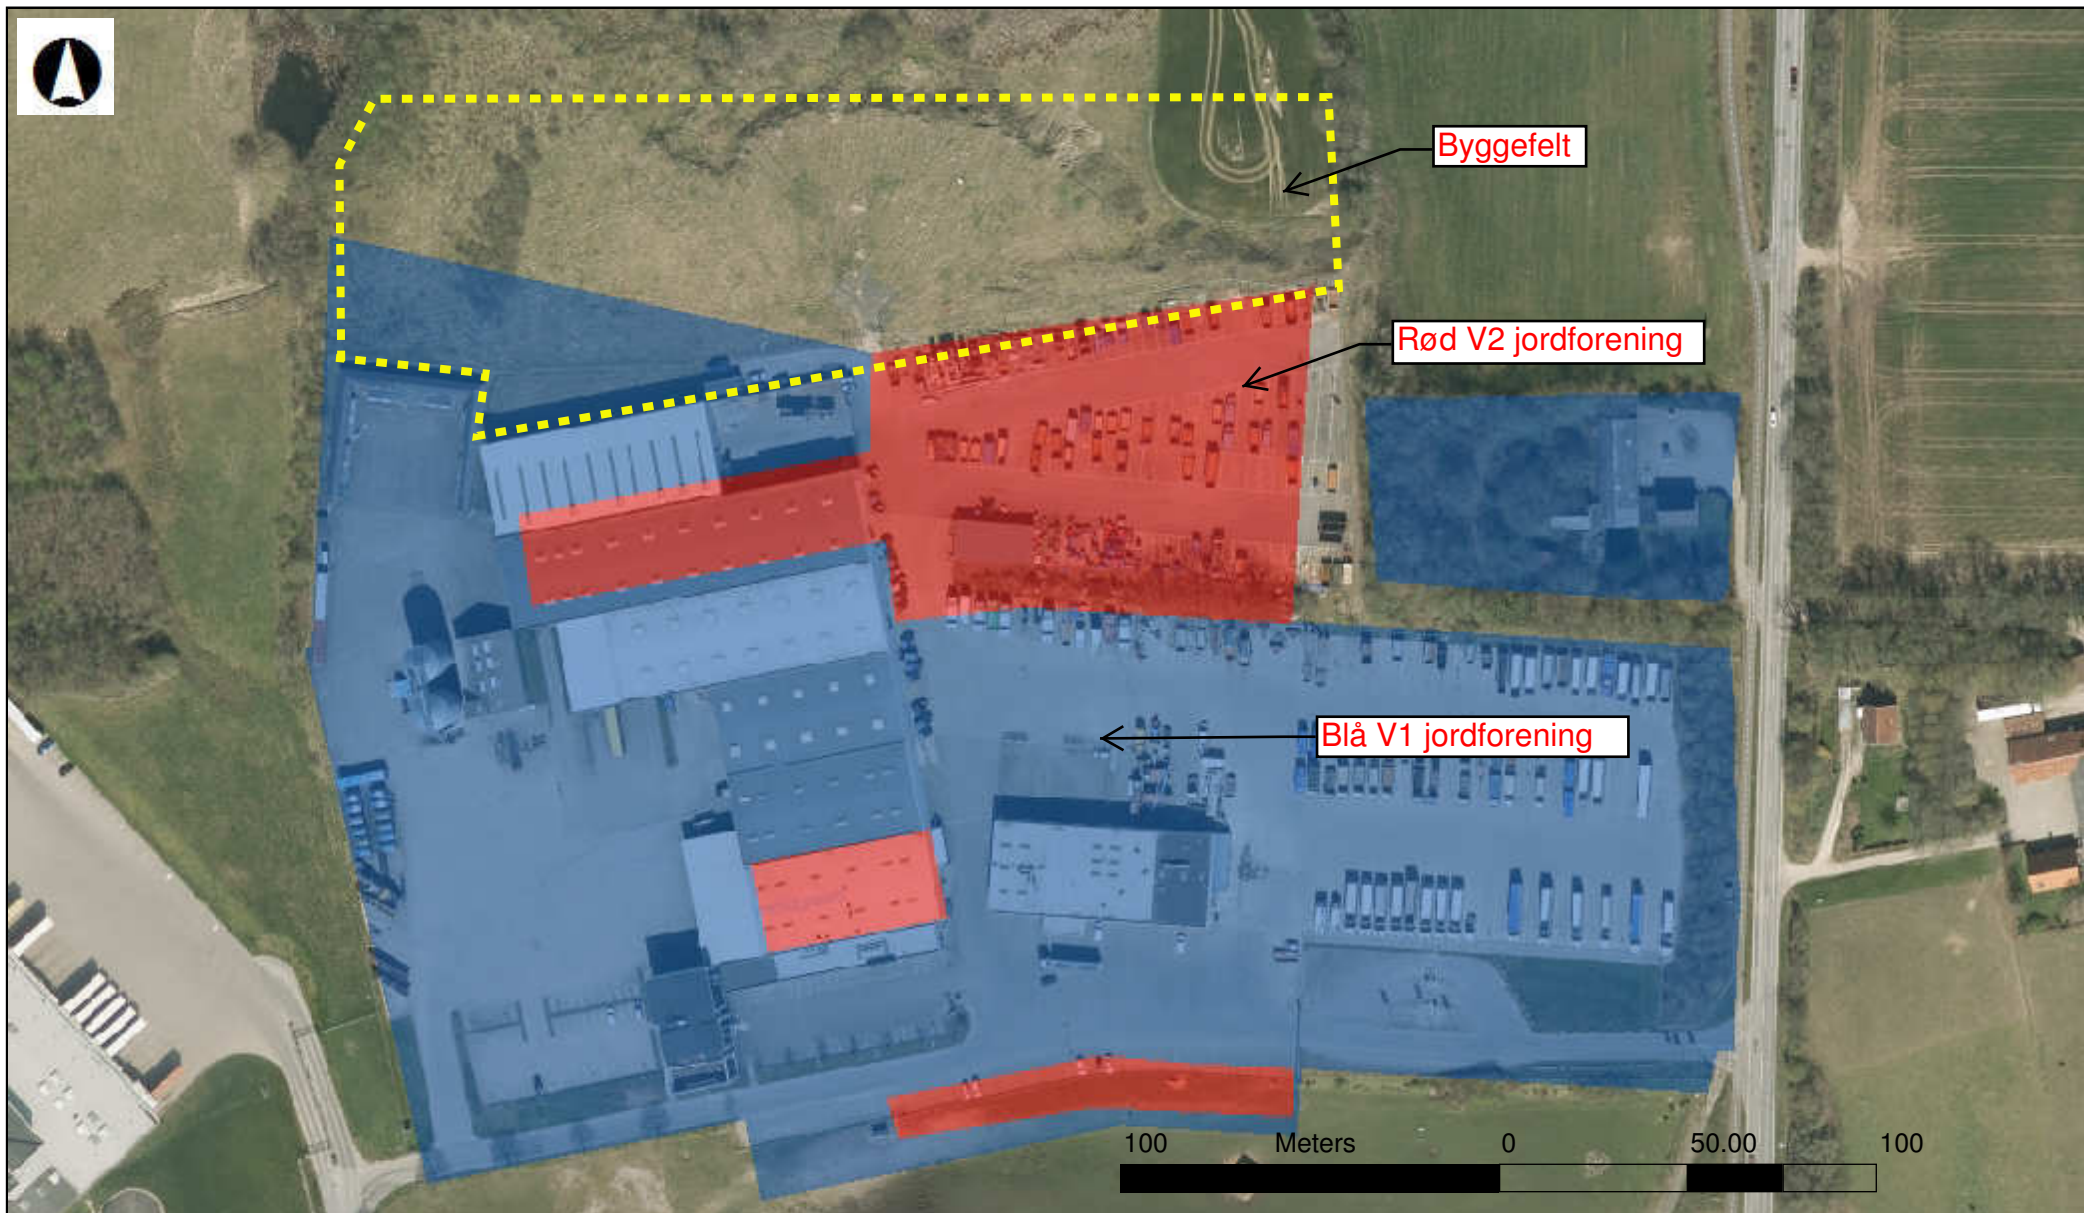 Byggefelt
Rød V2 jordforening
Blå V1 jordforening
100 Meters 0 50.00 100